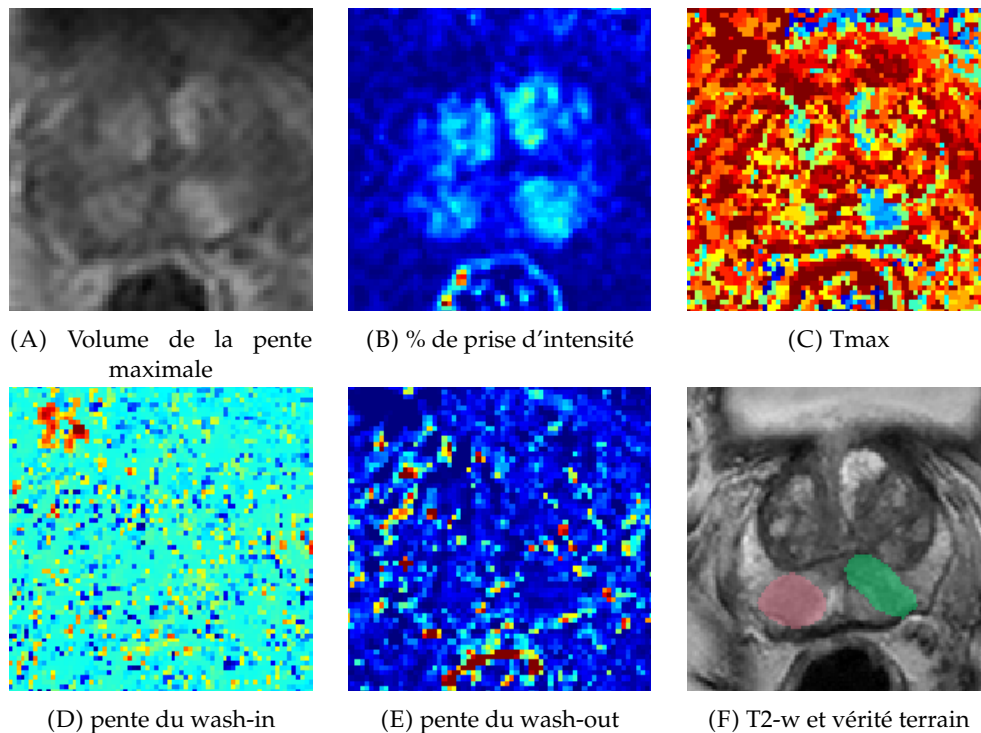 (A) Volume de la pente
maximale
(B) % de prise d'intensité
(C) Tmax
(D) pente du wash-in
(E) pente du wash-out
(F) T2-w et vérité terrain